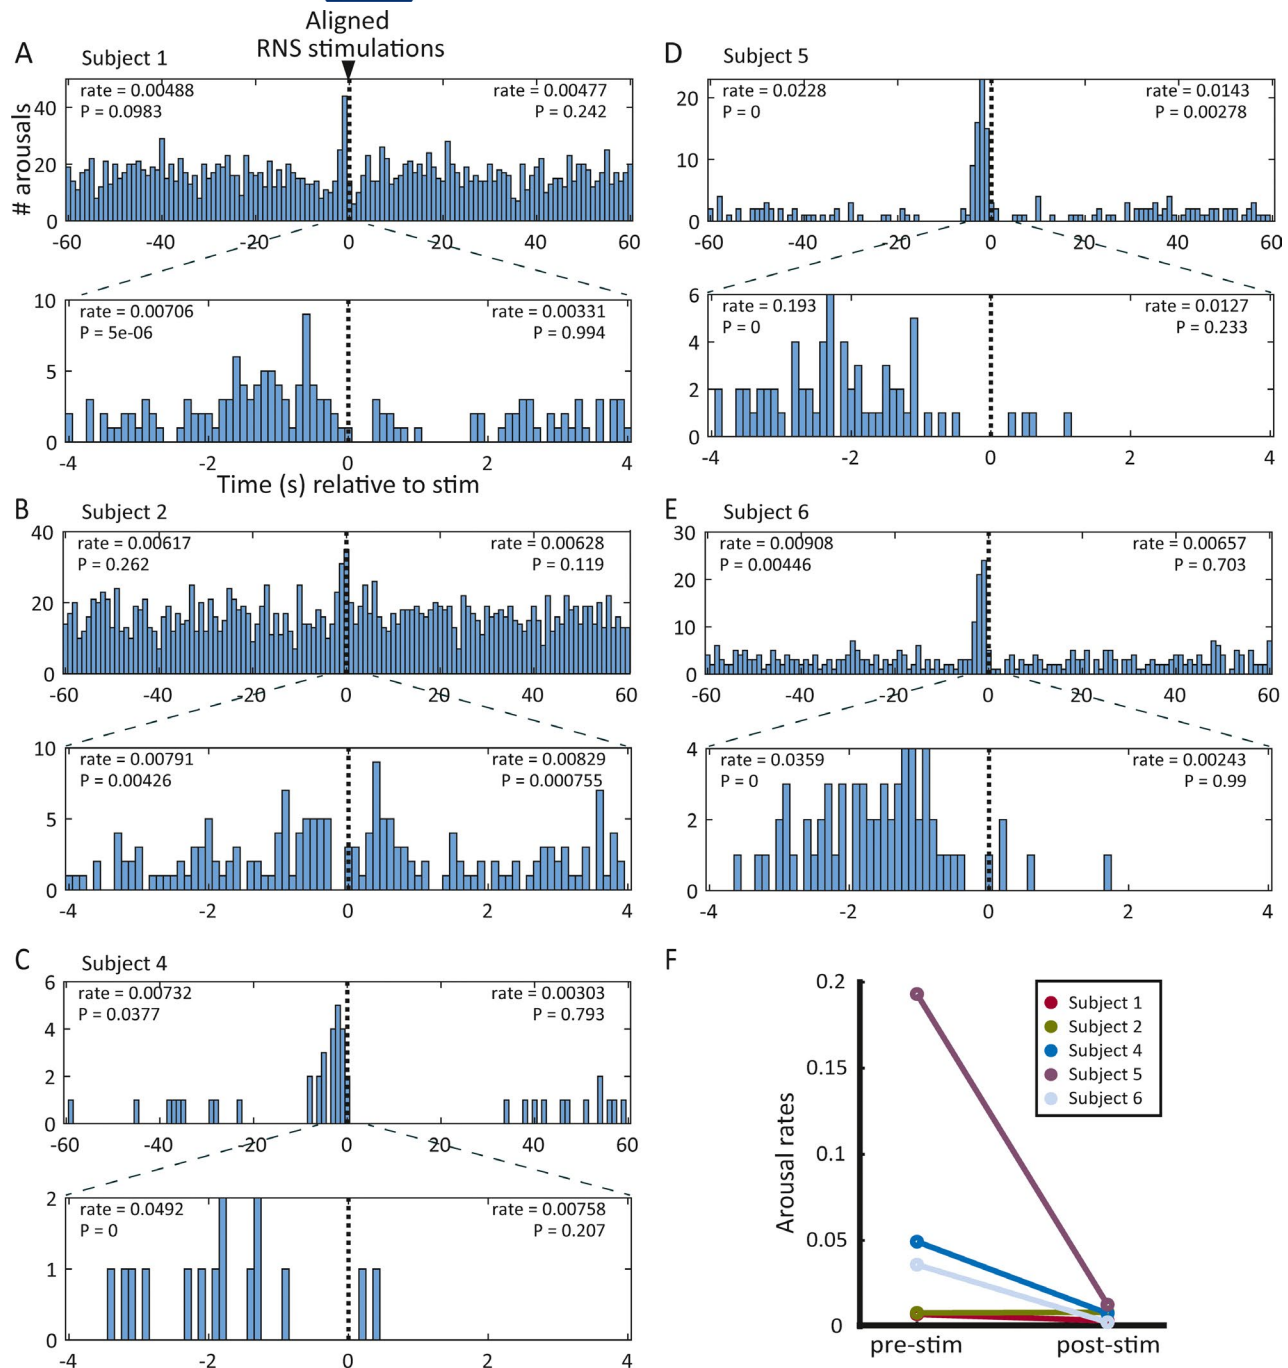 Aligned
RNS stimulations
A
Subject 1
# arousals
rate = 0.00488
P = 0.0983
rate = 0.00477
P = 0.242
40
20
0
-60 -40 -20 0 20 40 60
rate = 0.00706
P = 5e-06
rate = 0.00331
P = 0.994
10
5
0
-4 -2 0 2 4
Time (s) relative to stim
B
Subject 2
rate = 0.00617
P = 0.262
rate = 0.00628
P = 0.119
40
20
0
-60 -40 -20 0 20 40 60
rate = 0.00791
P = 0.00426
rate = 0.00829
P = 0.000755
10
5
0
-4 -2 0 2 4
C
Subject 4
rate = 0.00732
P = 0.0377
rate = 0.00303
P = 0.793
6
4
2
0
-60 -40 -20 0 20 40 60
rate = 0.0492
P = 0
rate = 0.00758
P = 0.207
2
1
0
-4 -2 0 2 4
D
Subject 5
rate = 0.0228
P = 0
rate = 0.0143
P = 0.00278
20
10
0
-60 -40 -20 0 20 40 60
rate = 0.193
P = 0
rate = 0.0127
P = 0.233
6
4
2
0
-4 -2 0 2 4
E
Subject 6
rate = 0.00908
P = 0.00446
rate = 0.00657
P = 0.703
30
20
10
0
-60 -40 -20 0 20 40 60
rate = 0.0359
P = 0
rate = 0.00243
P = 0.99
4
2
0
-4 -2 0 2 4
F
Arousal rates
0.2
0.15
0.1
0.05
0
pre-stim post-stim
Subject 1
Subject 2
Subject 4
Subject 5
Subject 6